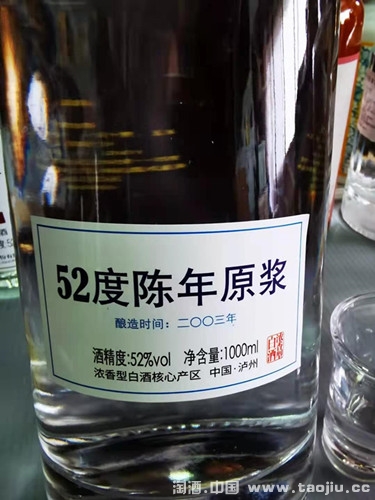 52度陈年原浆
酿造时间：二〇〇三年
酒精度:52%vol 净含量:1000ml
浓香型白酒核心产区 中国·泸州
淘酒.中国 www.taojiu.cc